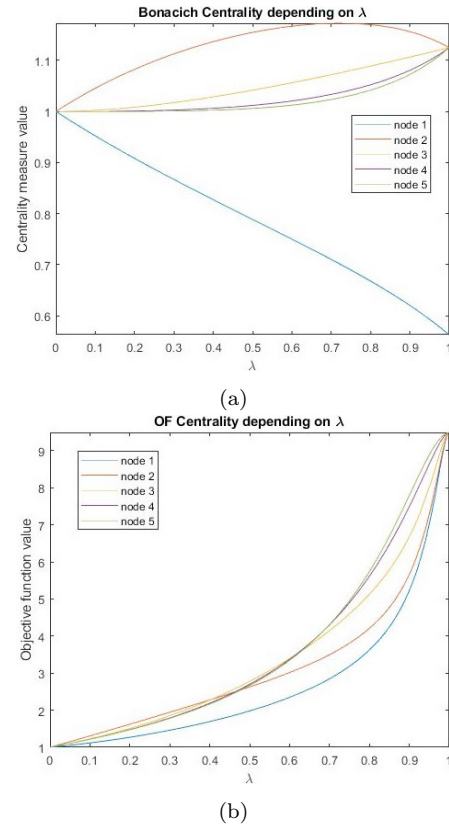 Bonacich Centrality depending on λ
Centrality measure value
1.1
1
0.9
0.8
0.7
0.6
node 1
node 2
node 3
node 4
node 5
0 0.1 0.2 0.3 0.4 0.5 0.6 0.7 0.8 0.9 1
λ
(a)
OF Centrality depending on λ
Objective function value
9
8
7
6
5
4
3
2
1
node 1
node 2
node 3
node 4
node 5
0 0.1 0.2 0.3 0.4 0.5 0.6 0.7 0.8 0.9 1
λ
(b)